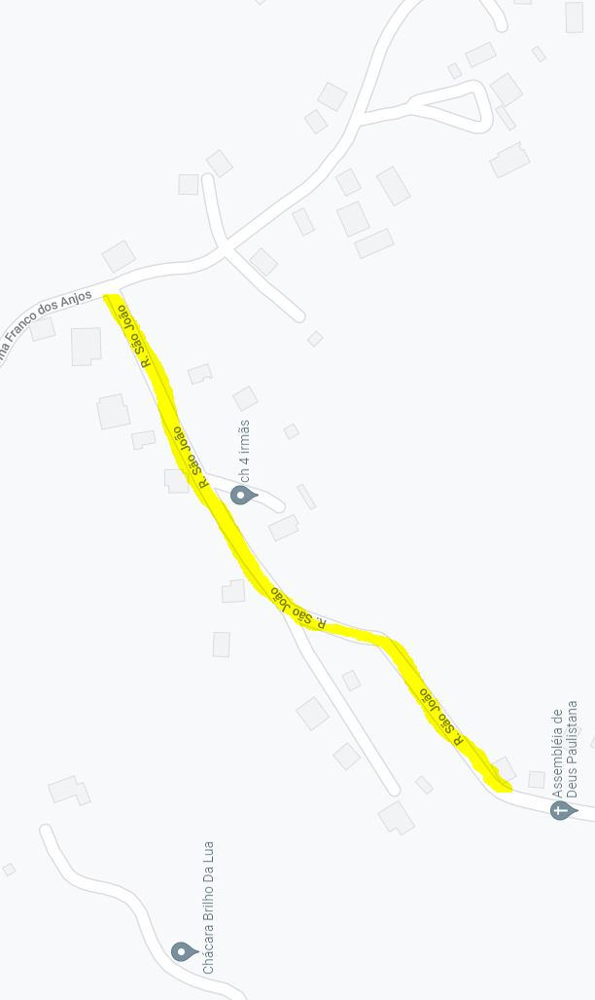 na Franco dos Anjos
R. São João
R. São João
ch 4 irmãs
R. São João
R. São João
Assembléia de
Deus Paulistana
Chácara Brilho Da Lua